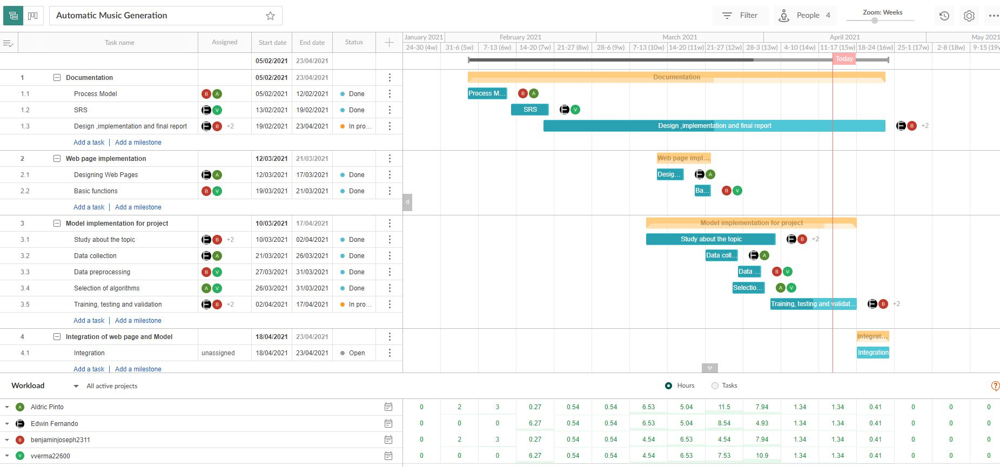 Automatic Music Generation
Filter
People 4
Zoom: Weeks
Task name Assigned Start date End date Status
January 2021 February 2021 March 2021 April 2021 May 2021
24-30 (4w) 31-6 (5w) 7-13 (6w) 14-20 (7w) 21-27 (8w) 28-6 (9w) 7-13 (10w) 14-20 (11w) 21-27 (12w) 28-3 (13w) 4-10 (14w) 11-17 (15w) 18-24 (16w) 25-1 (17w) 2-8 (18w) 9-15 (19w
05/02/2021 23/04/2021 Today
1 Documentation 05/02/2021 23/04/2021 Documentation
1.1 Process Model B A 05/02/2021 12/02/2021 Done Process M... B A
1.2 SRS E V 13/02/2021 19/02/2021 Done SRS E V
1.3 Design ,implementation and final report E B +2 19/02/2021 23/04/2021 In pro... Design ,implementation and final report E B +2
Add a task | Add a milestone
2 Web page implementation 12/03/2021 21/03/2021 Web page impl...
2.1 Designing Web Pages E A 12/03/2021 17/03/2021 Done Desig... E A
2.2 Basic functions B V 19/03/2021 21/03/2021 Done Ba... B V
Add a task | Add a milestone
3 Model implementation for project 10/03/2021 17/04/2021 Model implementation for project
3.1 Study about the topic E B +2 10/03/2021 02/04/2021 Done Study about the topic E B +2
3.2 Data collection E A 21/03/2021 26/03/2021 Done Data coll... E A
3.3 Data preprocessing B V 27/03/2021 31/03/2021 Done Data ... B V
3.4 Selection of algorithms A V 26/03/2021 31/03/2021 Done Selectio... A V
3.5 Training, testing and validation E B +2 02/04/2021 17/04/2021 In pro... Training, testing and validat... E B +2
Add a task | Add a milestone
4 Integration of web page and Model 18/04/2021 23/04/2021 Integrat...
4.1 Integration unassigned 18/04/2021 23/04/2021 Open Integration
Add a task | Add a milestone
Workload All active projects Hours Tasks ?
A Aldric Pinto 0 2 3 0.27 0.54 0.54 6.53 5.04 11.5 7.94 1.34 1.34 0.41 0 0 0
E Edwin Fernando 0 0 0 6.27 0.54 0.54 6.53 5.04 8.54 4.93 1.34 1.34 0.41 0 0 0
B benjaminjoseph2311 0 2 3 0.27 0.54 0.54 4.54 6.53 4.54 7.94 1.34 1.34 0.41 0 0 0
V vverma22600 0 0 0 6.27 0.54 0.54 4.54 6.53 7.53 10.9 1.34 1.34 0.41 0 0 0